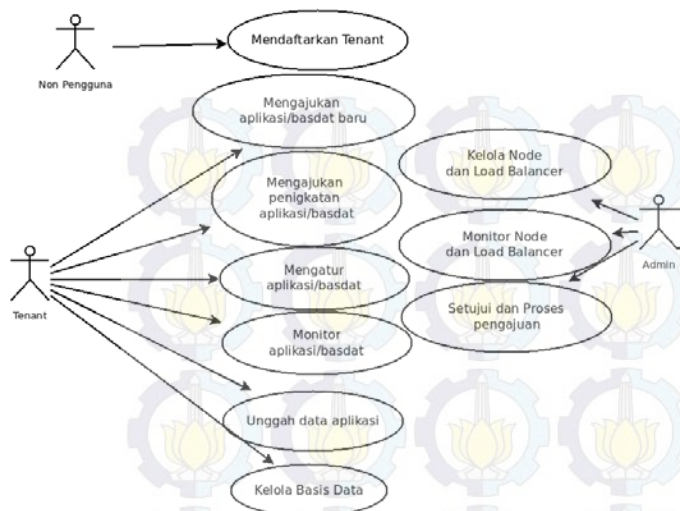 Mendaftarkan Tenant
Non Pengguna
Mengajukan
aplikasi/basdat baru
Mengajukan
penigkatan
aplikasi/basdat
Mengatur
aplikasi/basdat
Monitor
aplikasi/basdat
Unggah data aplikasi
Kelola Basis Data
Tenant
Kelola Node
dan Load Balancer
Monitor Node
dan Load Balancer
Setujui dan Proses
pengajuan
Admin